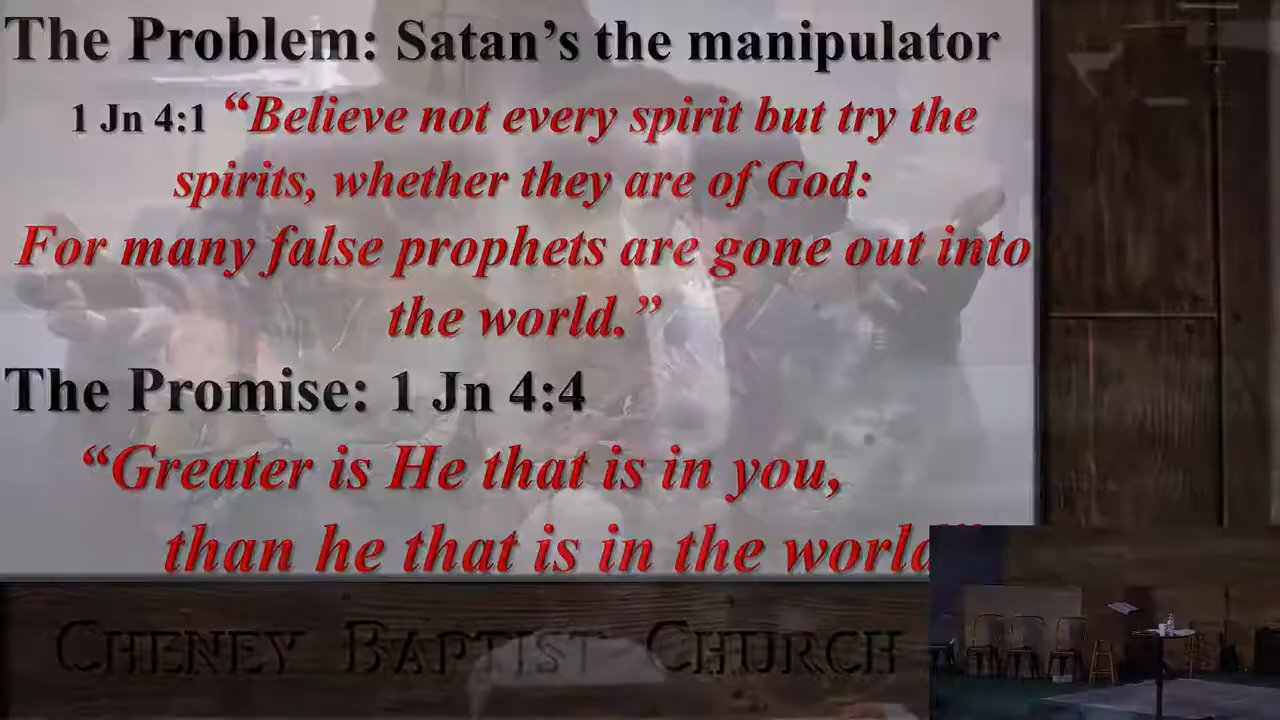 The Problem: Satan’s the manipulator
1 Jn 4:1 “Believe not every spirit but try the
spirits, whether they are of God:
For many false prophets are gone out into
the world.”
The Promise: 1 Jn 4:4
“Greater is He that is in you,
than he that is in the world”
CHENEY BAPTIST CHURCH